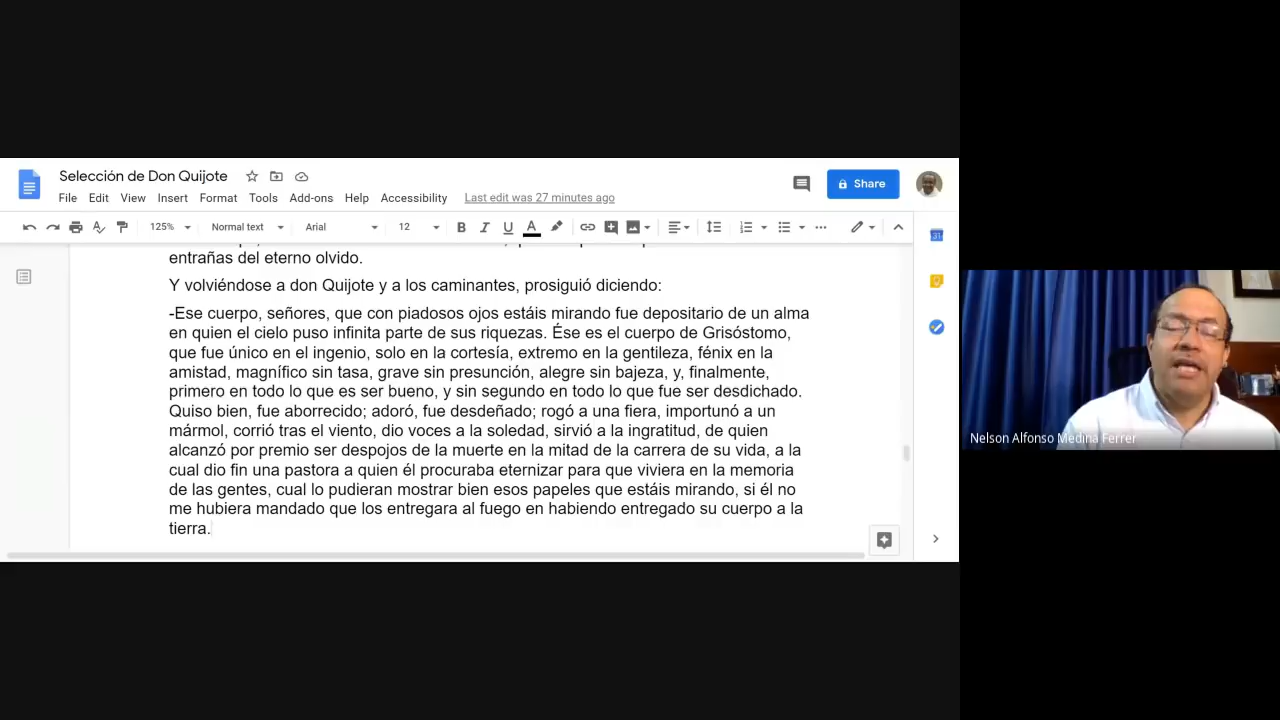 Selección de Don Quijote
File Edit View Insert Format Tools Add-ons Help Accessibility Last edit was 27 minutes ago
Share
125% Normal text Arial 12 B I U A
entrañas del eterno olvido.
Y volviéndose a don Quijote y a los caminantes, prosiguió diciendo:
-Ese cuerpo, señores, que con piadosos ojos estáis mirando fue depositario de un alma
en quien el cielo puso infinita parte de sus riquezas. Ése es el cuerpo de Grisóstomo,
que fue único en el ingenio, solo en la cortesía, extremo en la gentileza, fénix en la
amistad, magnífico sin tasa, grave sin presunción, alegre sin bajeza, y, finalmente,
primero en todo lo que es ser bueno, y sin segundo en todo lo que fue ser desdichado.
Quiso bien, fue aborrecido; adoró, fue desdeñado; rogó a una fiera, importunó a un
mármol, corrió tras el viento, dio voces a la soledad, sirvió a la ingratitud, de quien
alcanzó por premio ser despojos de la muerte en la mitad de la carrera de su vida, a la
cual dio fin una pastora a quien él procuraba eternizar para que viviera en la memoria
de las gentes, cual lo pudieran mostrar bien esos papeles que estáis mirando, si él no
me hubiera mandado que los entregara al fuego en habiendo entregado su cuerpo a la
tierra.
31
Nelson Alfonso Medina Ferrer